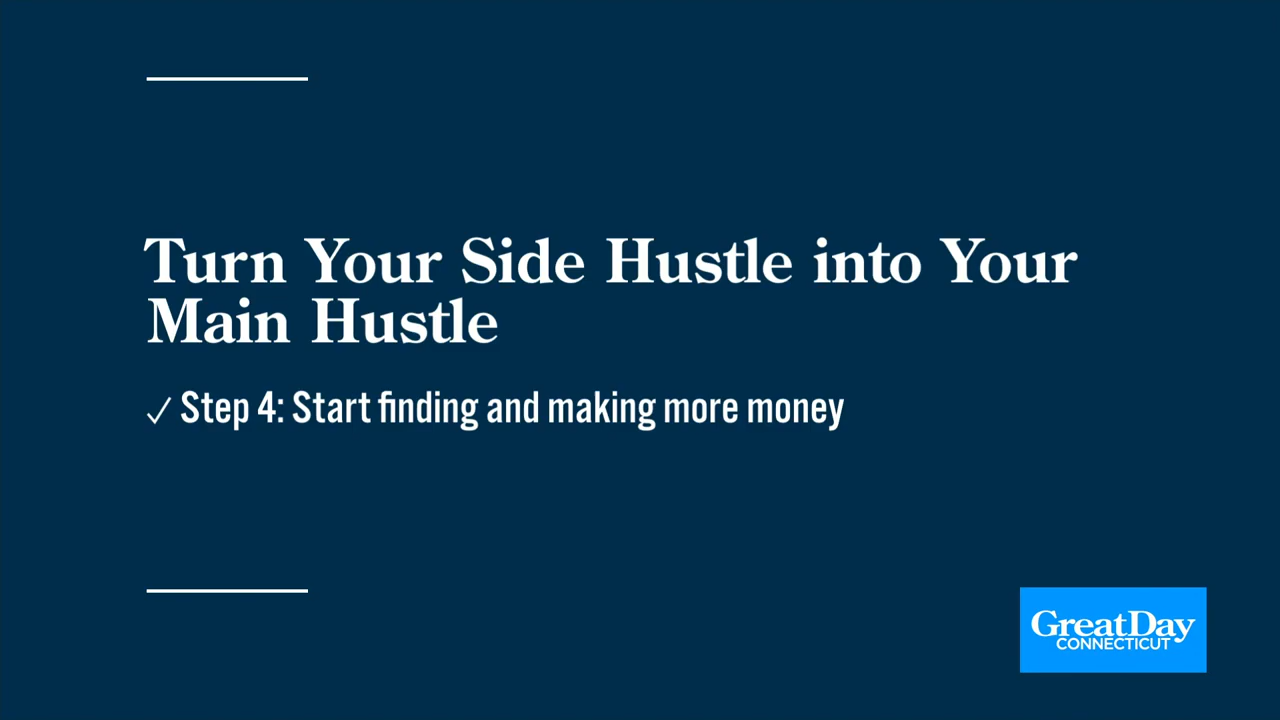 Turn Your Side Hustle into Your
Main Hustle
✓ Step 4: Start finding and making more money
GreatDay
CONNECTICUT